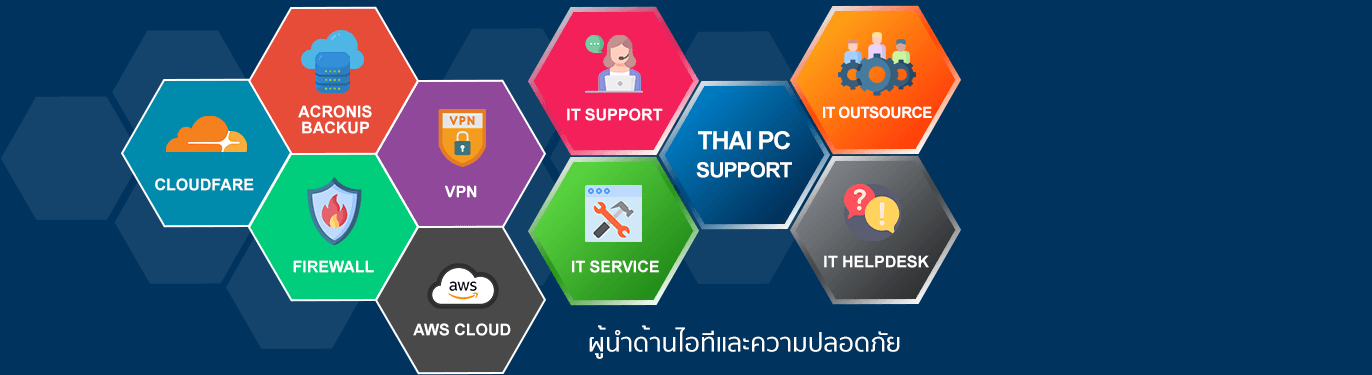 ACRONIS
BACKUP
CLOUDFARE
VPN
VPN
FIREWALL
aws
AWS CLOUD
IT SUPPORT
THAI PC
SUPPORT
IT OUTSOURCE
IT SERVICE
IT HELPDESK
ผู้นำด้านไอทีและความปลอดภัย